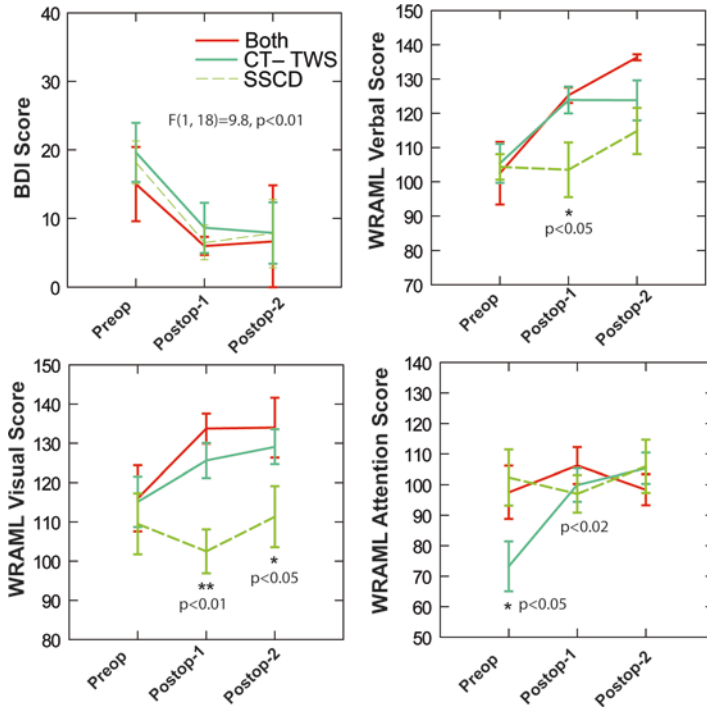 Both
CT– TWS
SSCD
F(1, 18)=9.8, p<0.01
BDI Score
40
30
20
10
0
Preop
Postop-1
Postop-2
WRAML Verbal Score
150
140
130
120
110
100
90
80
70
*
p<0.05
Preop
Postop-1
Postop-2
WRAML Visual Score
150
140
130
120
110
100
90
80
**
p<0.01
*
p<0.05
Preop
Postop-1
Postop-2
WRAML Attention Score
140
130
120
110
100
90
80
70
60
50
p<0.02
* p<0.05
Preop
Postop-1
Postop-2